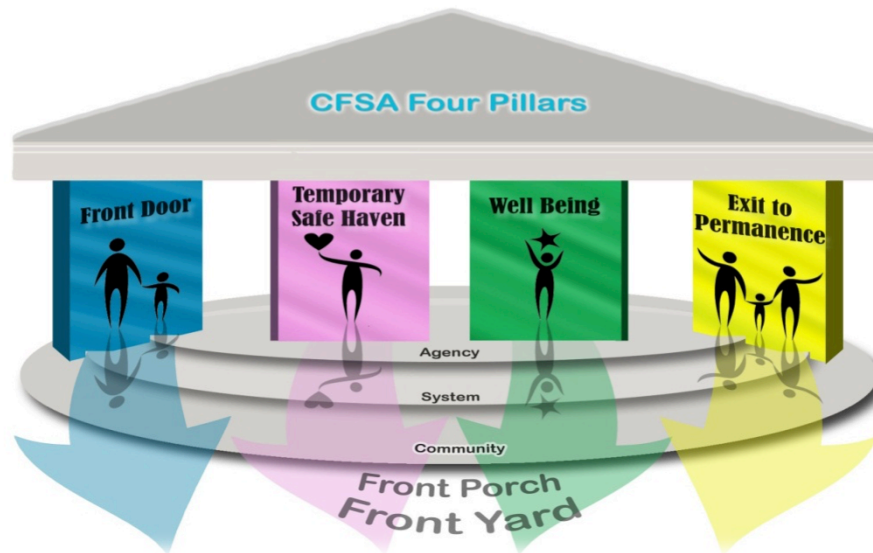 CFSA Four Pillars
Front Door
Temporary
Safe Haven
Well Being
Exit to
Permanence
Agency
System
Community
Front Porch
Front Yard